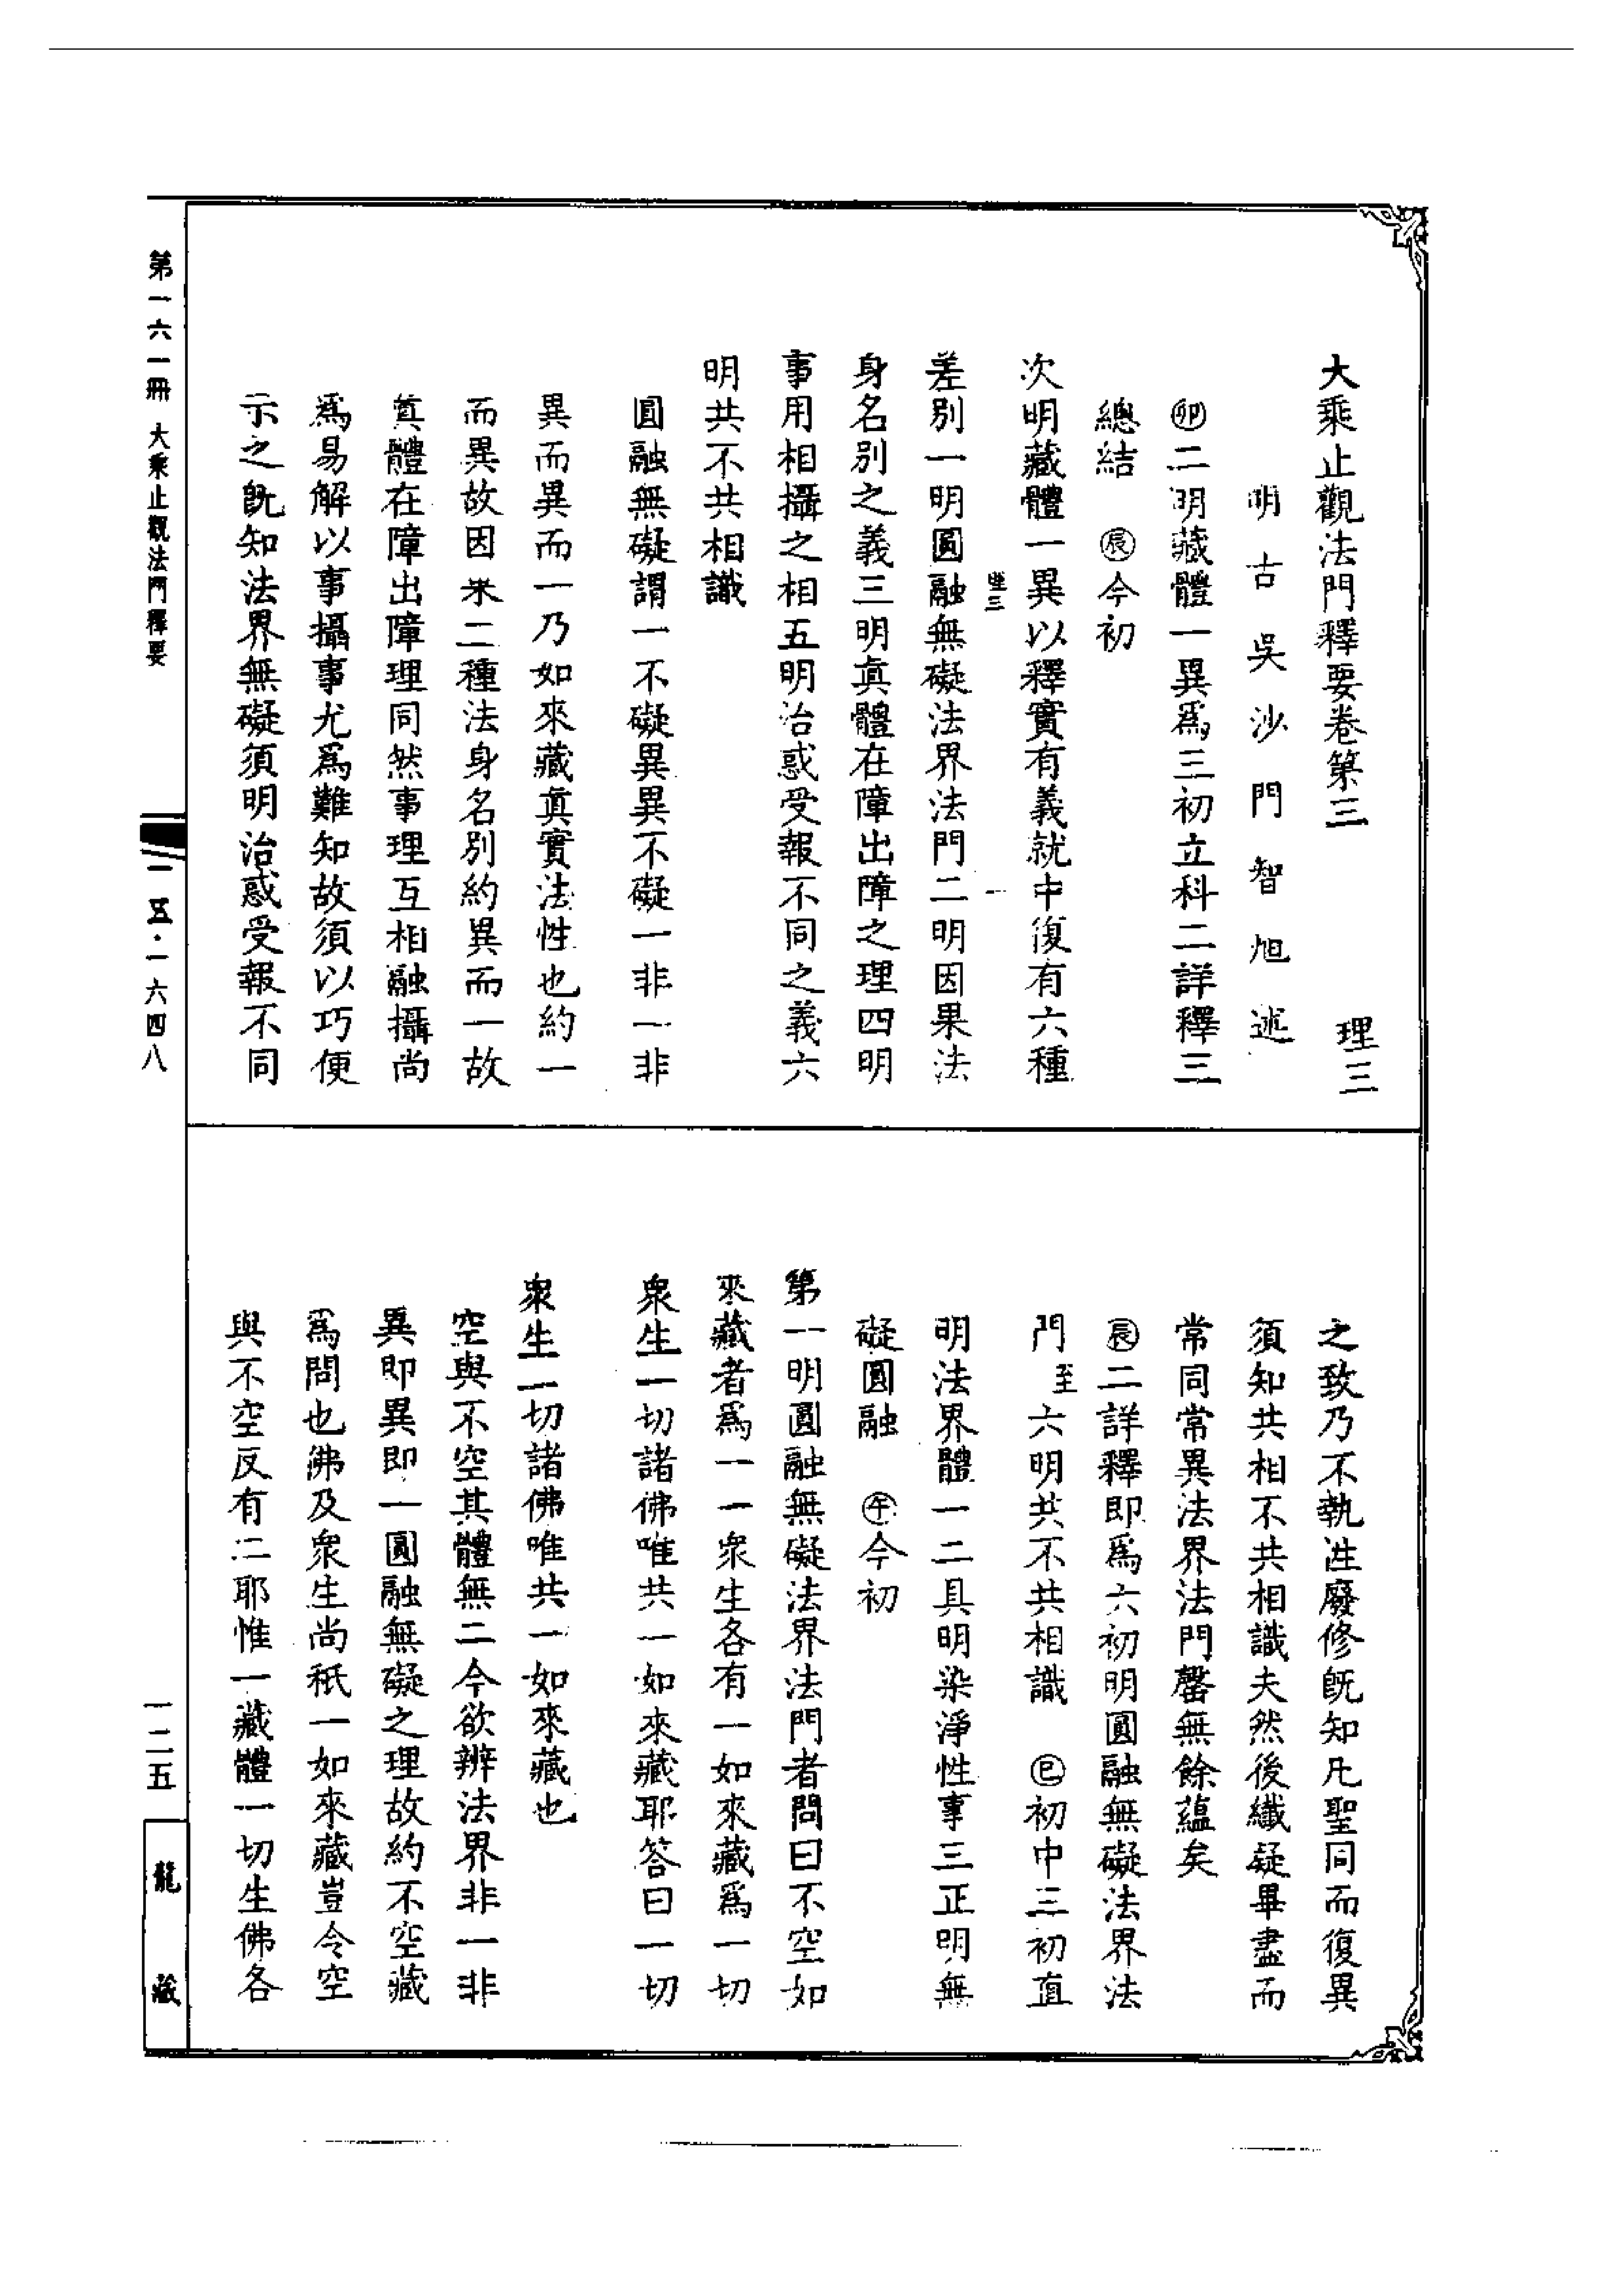 大乘止觀法門釋要卷第三　理三
明古吳沙門智旭述
㊞二明藏體一異爲三初立科二詳釋三
總結　辰今初
次明藏體一異以釋實有義就中復有六種
差別一明圓融無礙法界法門二明因果法
身名別之義三明眞體在障出障之理四明
事用相攝之相五明治惑受報不同之義六
明共不共相識
圓融無礙謂一不礙異異不礙一非一非
異而異而一乃如來藏眞實法性也約一
而異故因果二種法身名別約異而一故
眞體在障出障理同然事理互相融攝尚
爲易解以事攝事尤爲難知故須以巧便
示之既知法界無礙須明治惑受報不同
之致乃不執性廢修既知凡聖同而復異
須知共相不共相識夫然後纖疑畢盡而
常同常異法界法門罄無餘蘊矣
辰二詳釋即爲六初明圓融無礙法界法
門至六明共不共相識　巳初中三初直
明法界體一二具明染淨性事三正明無
礙圓融　午今初
第一明圓融無礙法界法門者問曰不空如
來藏者爲一一衆生各有一如來藏爲一切
衆生一切諸佛唯共一如來藏耶答曰一切
衆生一切諸佛唯共一如來藏也
空與不空其體無二今欲辨法界非一非
異即異即一圓融無礙之理故約不空藏
爲問也佛及衆生尚秖一如來藏豈令空
與不空反有二耶惟一藏體一切生佛各
第一六一冊　大乘止觀法門釋要
一五·一六四八
一二五
龍藏